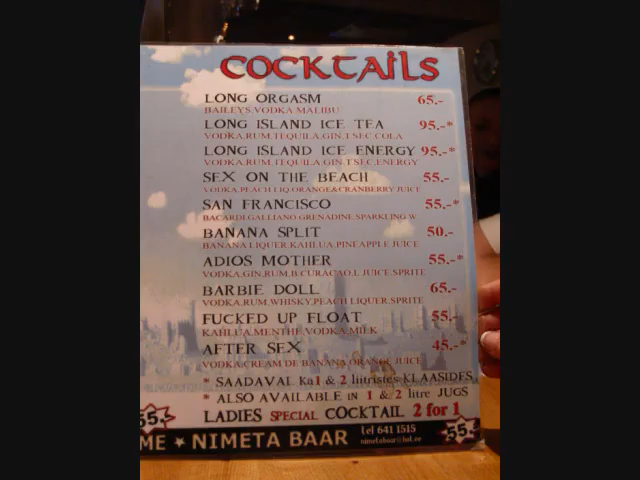 COCKTAILS
LONG ORGASM 65.-
BAILEYS,VODKA MALIBU
LONG ISLAND ICE TEA 95.-*
VODKA,RUM,TEQUILA,GIN,T.SEC,COLA
LONG ISLAND ICE ENERGY 95.-*
VODKA,RUM,TEQUILA,GIN,T.SEC,ENERGY
SEX ON THE BEACH 55.-
VODKA,PEACH LIQ,ORANGE&CRANBERRY JUICE
SAN FRANCISCO 55.-*
BACARDI,GALLIANO,GRENADINE,SPARKLING.W
BANANA SPLIT 50.-
BANANA LIQUER,KAHLUA,PINEAPPLE JUICE
ADIOS MOTHER 55.-*
VODKA,GIN,RUM,B.CURACAO,L.JUICE,SPRITE
BARBIE DOLL 65.-
VODKA,RUM,WHISKY,PEACH LIQUER,SPRITE
FUCKED UP FLOAT 55.-
KAHLUA,MENTHE,VODKA,MILK
AFTER SEX 45.-*
VODKA,CREAM DE BANANA,ORANGE JUICE
* SAADAVAL ka 1 & 2 liitristes KLAASIDES
* ALSO AVAILABLE IN 1 & 2 litre JUGS
LADIES SPECIAL COCKTAIL 2 for 1
55.-
ME ★ NIMETA BAAR tel 641 1515
nimetabaar@hot.ee 55.-